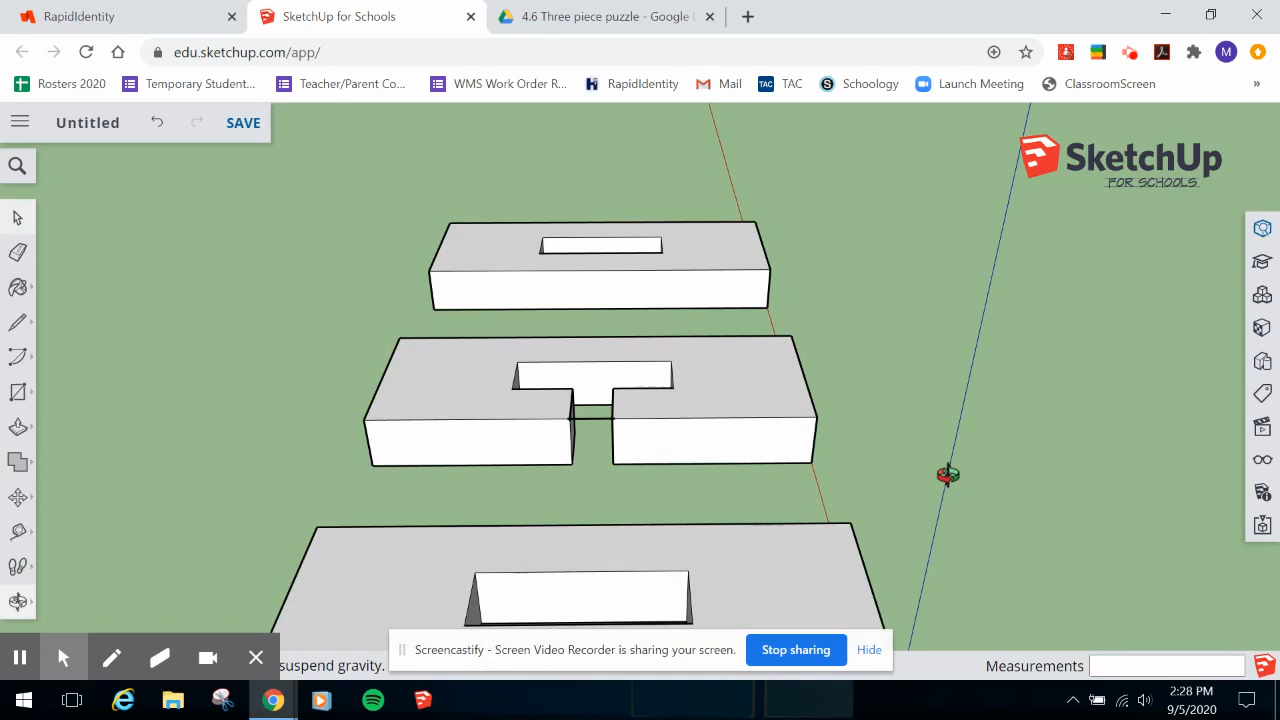 RapidIdentity
SketchUp for Schools
4.6 Three piece puzzle - Google D
edu.sketchup.com/app/
M
Rosters 2020
Temporary Student...
Teacher/Parent Co...
WMS Work Order R...
RapidIdentity
Mail
TAC
TAC
Schoology
Launch Meeting
ClassroomScreen
»
Untitled
SAVE
SketchUp
FOR SCHOOLS
Screencastify - Screen Video Recorder is sharing your screen.
Stop sharing
Hide
suspend gravity.
Measurements
2:28 PM
9/5/2020